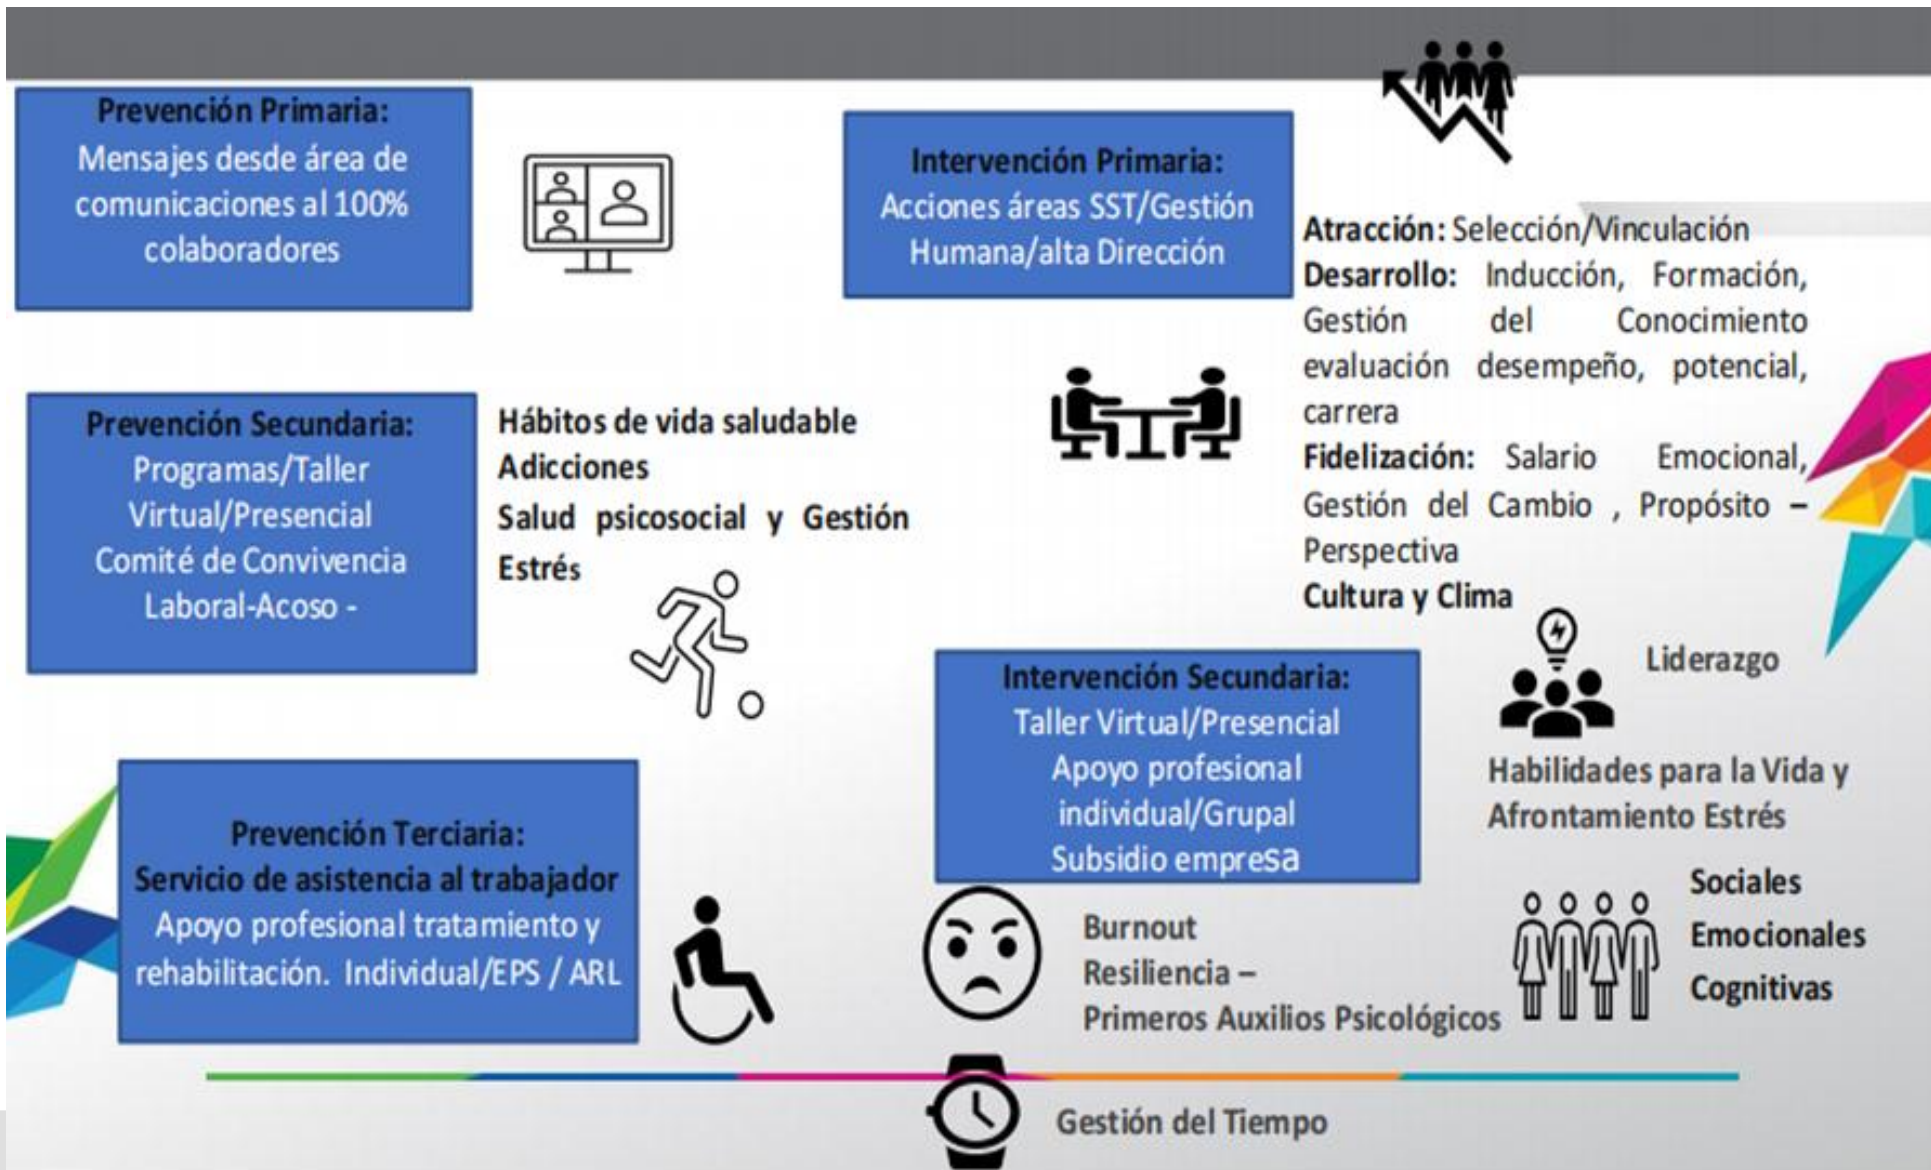 Prevención Primaria:
Mensajes desde área de
comunicaciones al 100%
colaboradores
Intervención Primaria:
Acciones áreas SST/Gestión
Humana/alta Dirección
Atracción: Selección/Vinculación
Desarrollo: Inducción, Formación,
Gestión del Conocimiento
evaluación desempeño, potencial,
carrera
Fidelización: Salario Emocional,
Gestión del Cambio , Propósito –
Perspectiva
Cultura y Clima
Prevención Secundaria:
Programas/Taller
Virtual/Presencial
Comité de Convivencia
Laboral-Acoso -
Hábitos de vida saludable
Adicciones
Salud psicosocial y Gestión
Estrés
Intervención Secundaria:
Taller Virtual/Presencial
Apoyo profesional
individual/Grupal
Subsidio empresa
Liderazgo
Habilidades para la Vida y
Afrontamiento Estrés
Sociales
Emocionales
Cognitivas
Prevención Terciaria:
Servicio de asistencia al trabajador
Apoyo profesional tratamiento y
rehabilitación. Individual/EPS / ARL
Burnout
Resiliencia –
Primeros Auxilios Psicológicos
Gestión del Tiempo